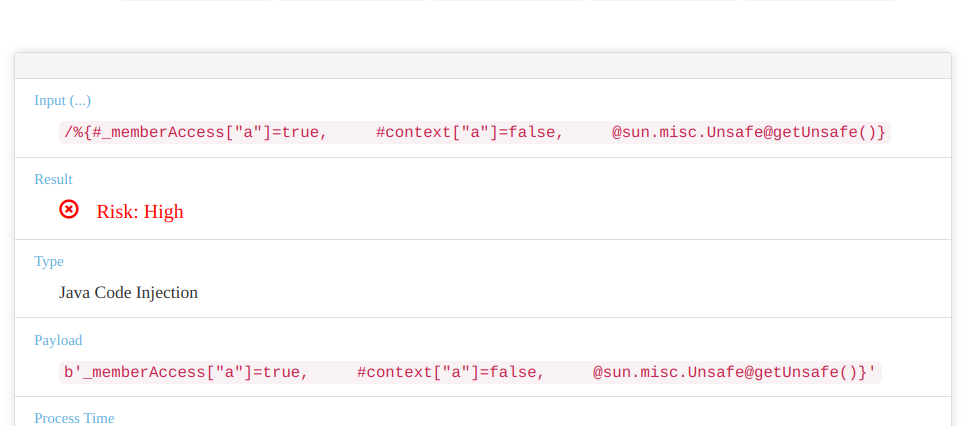 Input (...)
/%{#_memberAccess["a"]=true,     #context["a"]=false,     @sun.misc.Unsafe@getUnsafe()}
Result
Risk: High
Type
Java Code Injection
Payload
b'_memberAccess["a"]=true,     #context["a"]=false,     @sun.misc.Unsafe@getUnsafe()}'
Process Time